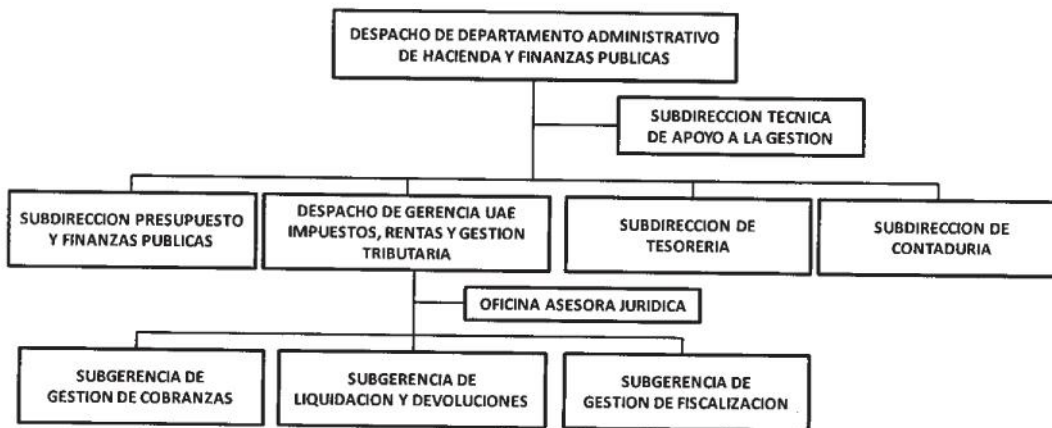 DESPACHO DE DEPARTAMENTO ADMINISTRATIVO
DE HACIENDA Y FINANZAS PUBLICAS
SUBDIRECCION TECNICA
DE APOYO A LA GESTION
SUBDIRECCION PRESUPUESTO
Y FINANZAS PUBLICAS
DESPACHO DE GERENCIA UAE
IMPUESTOS, RENTAS Y GESTION
TRIBUTARIA
SUBDIRECCION DE
TESORERIA
SUBDIRECCION DE
CONTADURIA
OFICINA ASESORA JURIDICA
SUBGERENCIA DE
GESTION DE COBRANZAS
SUBGERENCIA DE
LIQUIDACION Y DEVOLUCIONES
SUBGERENCIA DE
GESTION DE FISCALIZACION